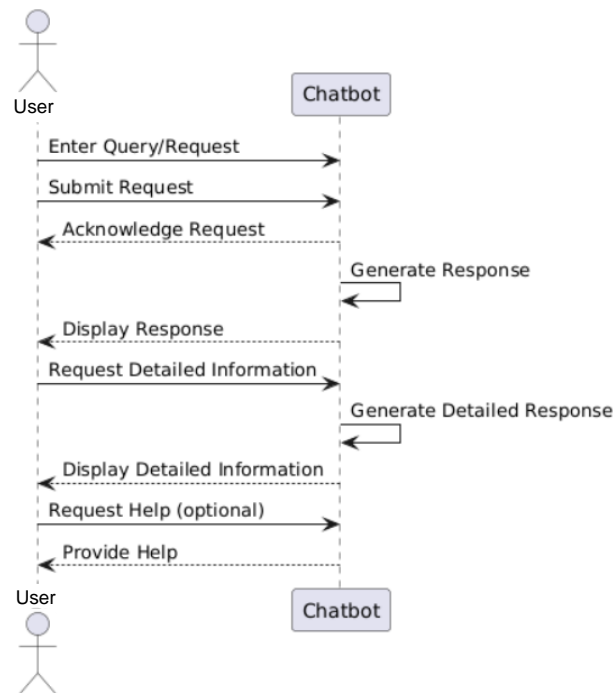 User
Chatbot
Enter Query/Request
Submit Request
Acknowledge Request
Generate Response
Display Response
Request Detailed Information
Generate Detailed Response
Display Detailed Information
Request Help (optional)
Provide Help
User
Chatbot